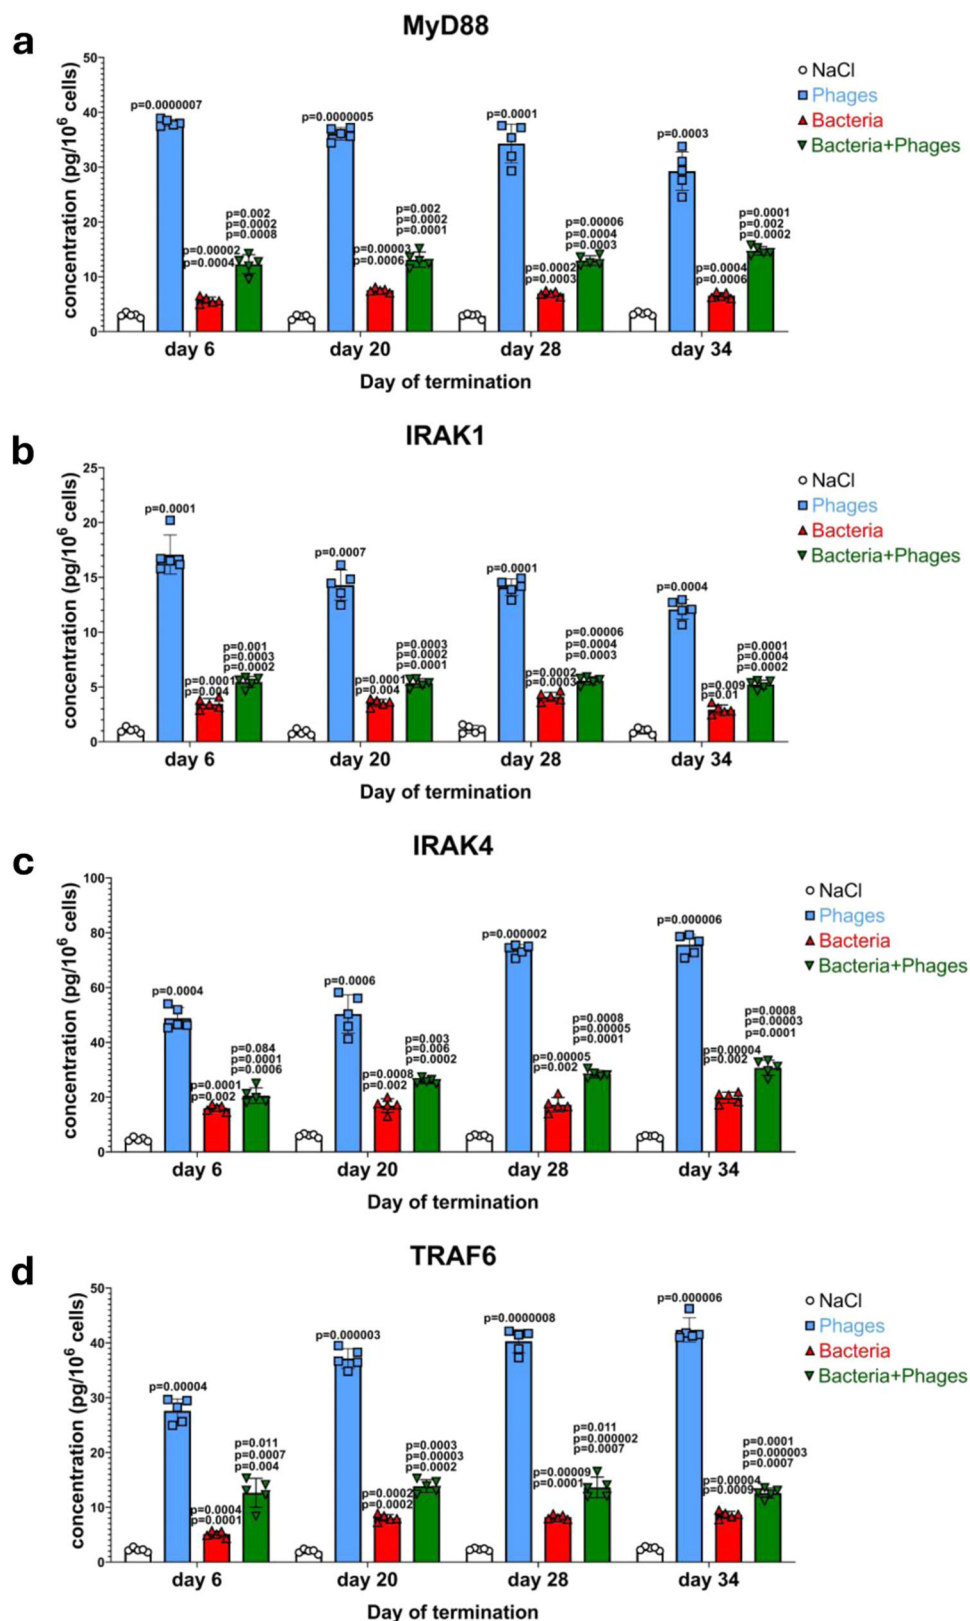 a
MyD88
concentration (pg/10⁶ cells)
50
40
30
20
10
0
p=0.0000007
p=0.00002
p=0.0004
p=0.002
p=0.0002
p=0.0008
p=0.0000005
p=0.00003
p=0.0006
p=0.002
p=0.0002
p=0.0001
p=0.0001
p=0.0002
p=0.0003
p=0.00006
p=0.0004
p=0.0003
p=0.0003
p=0.0004
p=0.0006
p=0.0001
p=0.002
p=0.0002
NaCl
Phages
Bacteria
Bacteria+Phages
day 6
day 20
day 28
day 34
Day of termination
b
IRAK1
concentration (pg/10⁶ cells)
25
20
15
10
5
0
p=0.0001
p=0.0001
p=0.004
p=0.001
p=0.0003
p=0.0002
p=0.0007
p=0.0001
p=0.004
p=0.0003
p=0.0002
p=0.0001
p=0.0001
p=0.0002
p=0.0003
p=0.00006
p=0.0004
p=0.0003
p=0.0004
p=0.009
p=0.01
p=0.0001
p=0.0004
p=0.0002
NaCl
Phages
Bacteria
Bacteria+Phages
day 6
day 20
day 28
day 34
Day of termination
c
IRAK4
concentration (pg/10⁶ cells)
100
80
60
40
20
0
p=0.0004
p=0.0001
p=0.002
p=0.084
p=0.0001
p=0.0006
p=0.0006
p=0.0008
p=0.002
p=0.003
p=0.006
p=0.0002
p=0.000002
p=0.00005
p=0.002
p=0.0008
p=0.00005
p=0.0001
p=0.000006
p=0.00004
p=0.002
p=0.0008
p=0.00003
p=0.0001
NaCl
Phages
Bacteria
Bacteria+Phages
day 6
day 20
day 28
day 34
Day of termination
d
TRAF6
concentration (pg/10⁶ cells)
50
40
30
20
10
0
p=0.00004
p=0.0004
p=0.0001
p=0.011
p=0.0007
p=0.004
p=0.000003
p=0.0002
p=0.0002
p=0.0003
p=0.00003
p=0.0002
p=0.0000008
p=0.00009
p=0.0001
p=0.011
p=0.000002
p=0.0007
p=0.000006
p=0.00004
p=0.0009
p=0.0001
p=0.000003
p=0.0007
NaCl
Phages
Bacteria
Bacteria+Phages
day 6
day 20
day 28
day 34
Day of termination